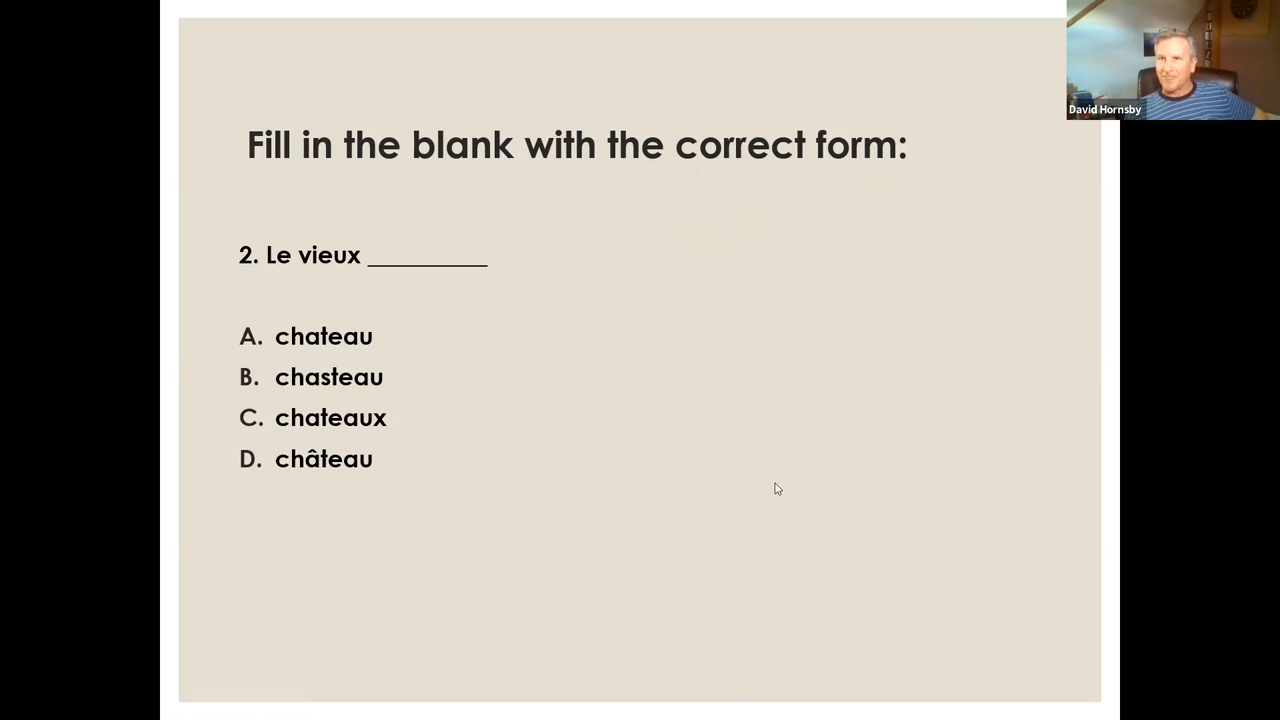 David Hornsby
Fill in the blank with the correct form:
2. Le vieux __________
A. chateau
B. chasteau
C. chateaux
D. château